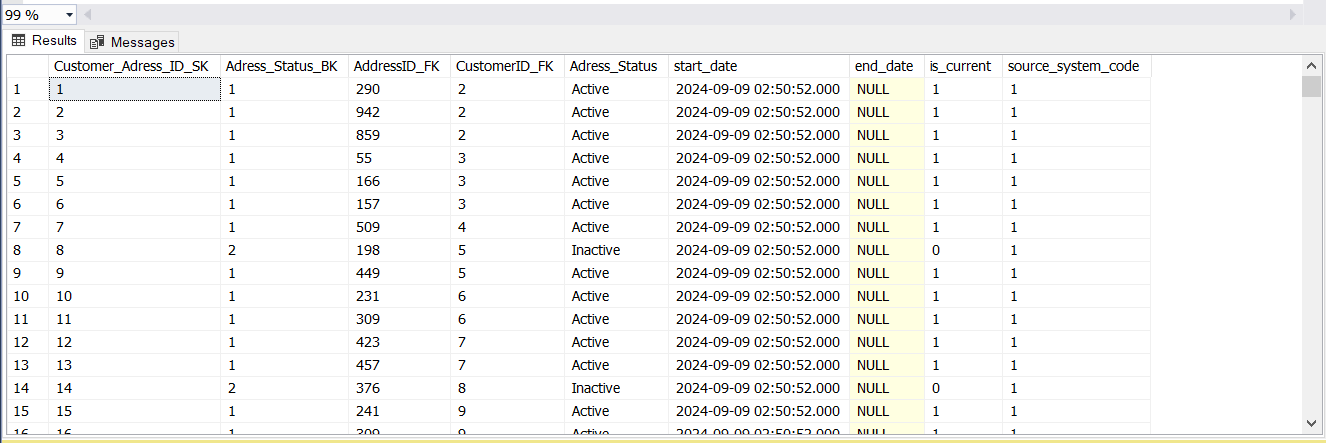 99 %
Results Messages
Customer_Adress_ID_SK Adress_Status_BK AddressID_FK CustomerID_FK Adress_Status start_date end_date is_current source_system_code
1 1 1 290 2 Active 2024-09-09 02:50:52.000 NULL 1 1
2 2 1 942 2 Active 2024-09-09 02:50:52.000 NULL 1 1
3 3 1 859 2 Active 2024-09-09 02:50:52.000 NULL 1 1
4 4 1 55 3 Active 2024-09-09 02:50:52.000 NULL 1 1
5 5 1 166 3 Active 2024-09-09 02:50:52.000 NULL 1 1
6 6 1 157 3 Active 2024-09-09 02:50:52.000 NULL 1 1
7 7 1 509 4 Active 2024-09-09 02:50:52.000 NULL 1 1
8 8 2 198 5 Inactive 2024-09-09 02:50:52.000 NULL 0 1
9 9 1 449 5 Active 2024-09-09 02:50:52.000 NULL 1 1
10 10 1 231 6 Active 2024-09-09 02:50:52.000 NULL 1 1
11 11 1 309 6 Active 2024-09-09 02:50:52.000 NULL 1 1
12 12 1 423 7 Active 2024-09-09 02:50:52.000 NULL 1 1
13 13 1 457 7 Active 2024-09-09 02:50:52.000 NULL 1 1
14 14 2 376 8 Inactive 2024-09-09 02:50:52.000 NULL 0 1
15 15 1 241 9 Active 2024-09-09 02:50:52.000 NULL 1 1
16 16 1 309 9 Active 2024-09-09 02:50:52.000 NULL 1 1